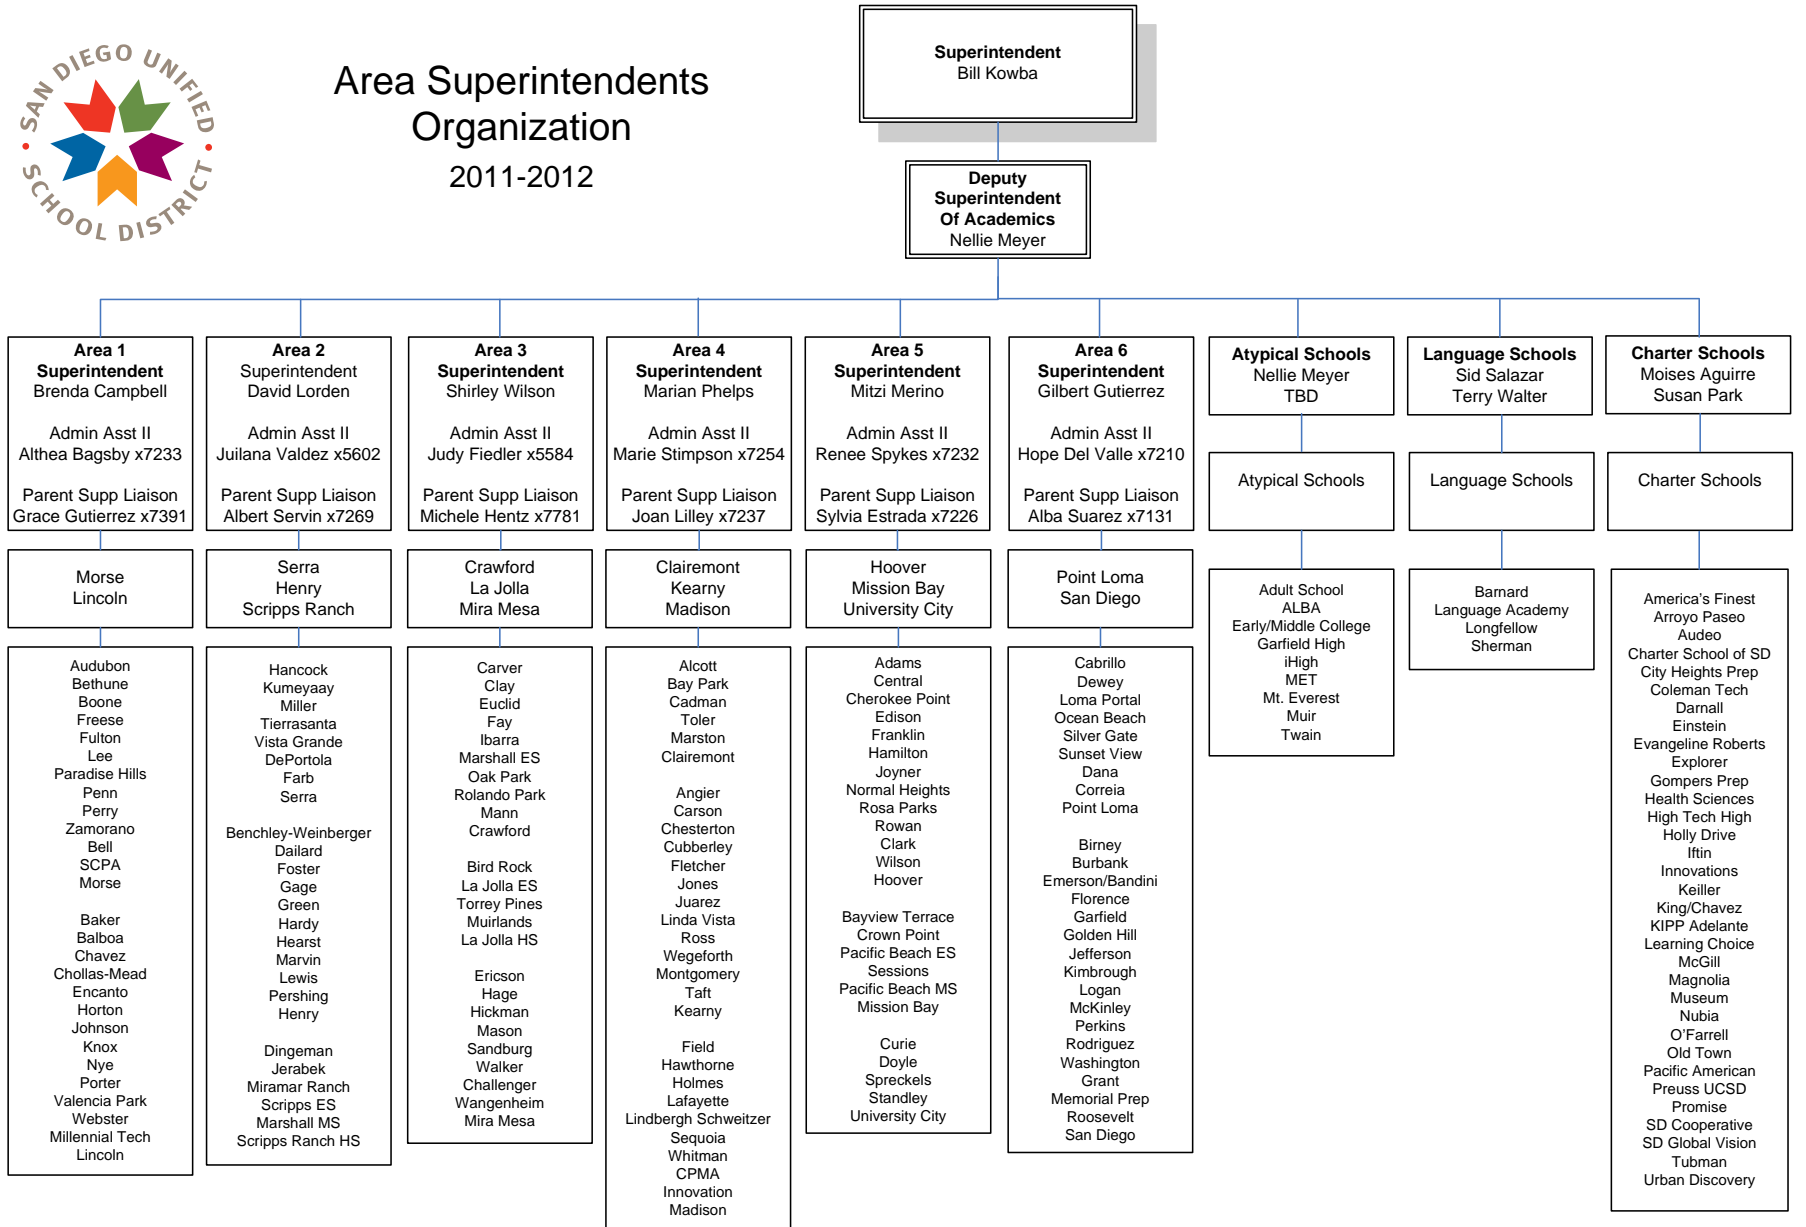 SAN DIEGO UNIFIED
SCHOOL DISTRICT
Area Superintendents
Organization
2011-2012
Superintendent
Bill Kowba
Deputy
Superintendent
Of Academics
Nellie Meyer
Area 1
Superintendent
Brenda Campbell
Admin Asst II
Althea Bagsby x7233
Parent Supp Liaison
Grace Gutierrez x7391
Morse
Lincoln
Audubon
Bethune
Boone
Freese
Fulton
Lee
Paradise Hills
Penn
Perry
Zamorano
Bell
SCPA
Morse
Baker
Balboa
Chavez
Chollas-Mead
Encanto
Horton
Johnson
Knox
Nye
Porter
Valencia Park
Webster
Millennial Tech
Lincoln
Area 2
Superintendent
David Lorden
Admin Asst II
Juilana Valdez x5602
Parent Supp Liaison
Albert Servin x7269
Serra
Henry
Scripps Ranch
Hancock
Kumeyaay
Miller
Tierrasanta
Vista Grande
DePortola
Farb
Serra
Benchley-Weinberger
Dailard
Foster
Gage
Green
Hardy
Hearst
Marvin
Lewis
Pershing
Henry
Dingeman
Jerabek
Miramar Ranch
Scripps ES
Marshall MS
Scripps Ranch HS
Area 3
Superintendent
Shirley Wilson
Admin Asst II
Judy Fiedler x5584
Parent Supp Liaison
Michele Hentz x7781
Crawford
La Jolla
Mira Mesa
Carver
Clay
Euclid
Fay
Ibarra
Marshall ES
Oak Park
Rolando Park
Mann
Crawford
Bird Rock
La Jolla ES
Torrey Pines
Muirlands
La Jolla HS
Ericson
Hage
Hickman
Mason
Sandburg
Walker
Challenger
Wangenheim
Mira Mesa
Area 4
Superintendent
Marian Phelps
Admin Asst II
Marie Stimpson x7254
Parent Supp Liaison
Joan Lilley x7237
Clairemont
Kearny
Madison
Alcott
Bay Park
Cadman
Toler
Marston
Clairemont
Angier
Carson
Chesterton
Cubberley
Fletcher
Jones
Juarez
Linda Vista
Ross
Wegeforth
Montgomery
Taft
Kearny
Field
Hawthorne
Holmes
Lafayette
Lindbergh Schweitzer
Sequoia
Whitman
CPMA
Innovation
Madison
Area 5
Superintendent
Mitzi Merino
Admin Asst II
Renee Spykes x7232
Parent Supp Liaison
Sylvia Estrada x7226
Hoover
Mission Bay
University City
Adams
Central
Cherokee Point
Edison
Franklin
Hamilton
Joyner
Normal Heights
Rosa Parks
Rowan
Clark
Wilson
Hoover
Bayview Terrace
Crown Point
Pacific Beach ES
Sessions
Pacific Beach MS
Mission Bay
Curie
Doyle
Spreckels
Standley
University City
Area 6
Superintendent
Gilbert Gutierrez
Admin Asst II
Hope Del Valle x7210
Parent Supp Liaison
Alba Suarez x7131
Point Loma
San Diego
Cabrillo
Dewey
Loma Portal
Ocean Beach
Silver Gate
Sunset View
Dana
Correia
Point Loma
Birney
Burbank
Emerson/Bandini
Florence
Garfield
Golden Hill
Jefferson
Kimbrough
Logan
McKinley
Perkins
Rodriguez
Washington
Grant
Memorial Prep
Roosevelt
San Diego
Atypical Schools
Nellie Meyer
TBD
Atypical Schools
Adult School
ALBA
Early/Middle College
Garfield High
iHigh
MET
Mt. Everest
Muir
Twain
Language Schools
Sid Salazar
Terry Walter
Language Schools
Barnard
Language Academy
Longfellow
Sherman
Charter Schools
Moises Aguirre
Susan Park
Charter Schools
America's Finest
Arroyo Paseo
Audeo
Charter School of SD
City Heights Prep
Coleman Tech
Darnall
Einstein
Evangeline Roberts
Explorer
Gompers Prep
Health Sciences
High Tech High
Holly Drive
Iftin
Innovations
Keiller
King/Chavez
KIPP Adelante
Learning Choice
McGill
Magnolia
Museum
Nubia
O'Farrell
Old Town
Pacific American
Preuss UCSD
Promise
SD Cooperative
SD Global Vision
Tubman
Urban Discovery